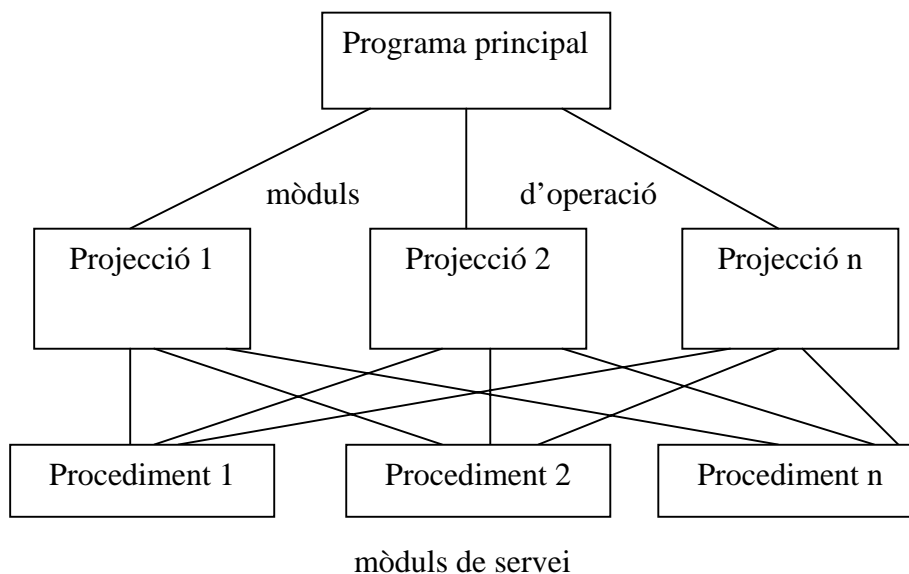 Programa principal
mòduls d’operació
Projecció 1 Projecció 2 Projecció n
Procediment 1 Procediment 2 Procediment n
mòduls de servei